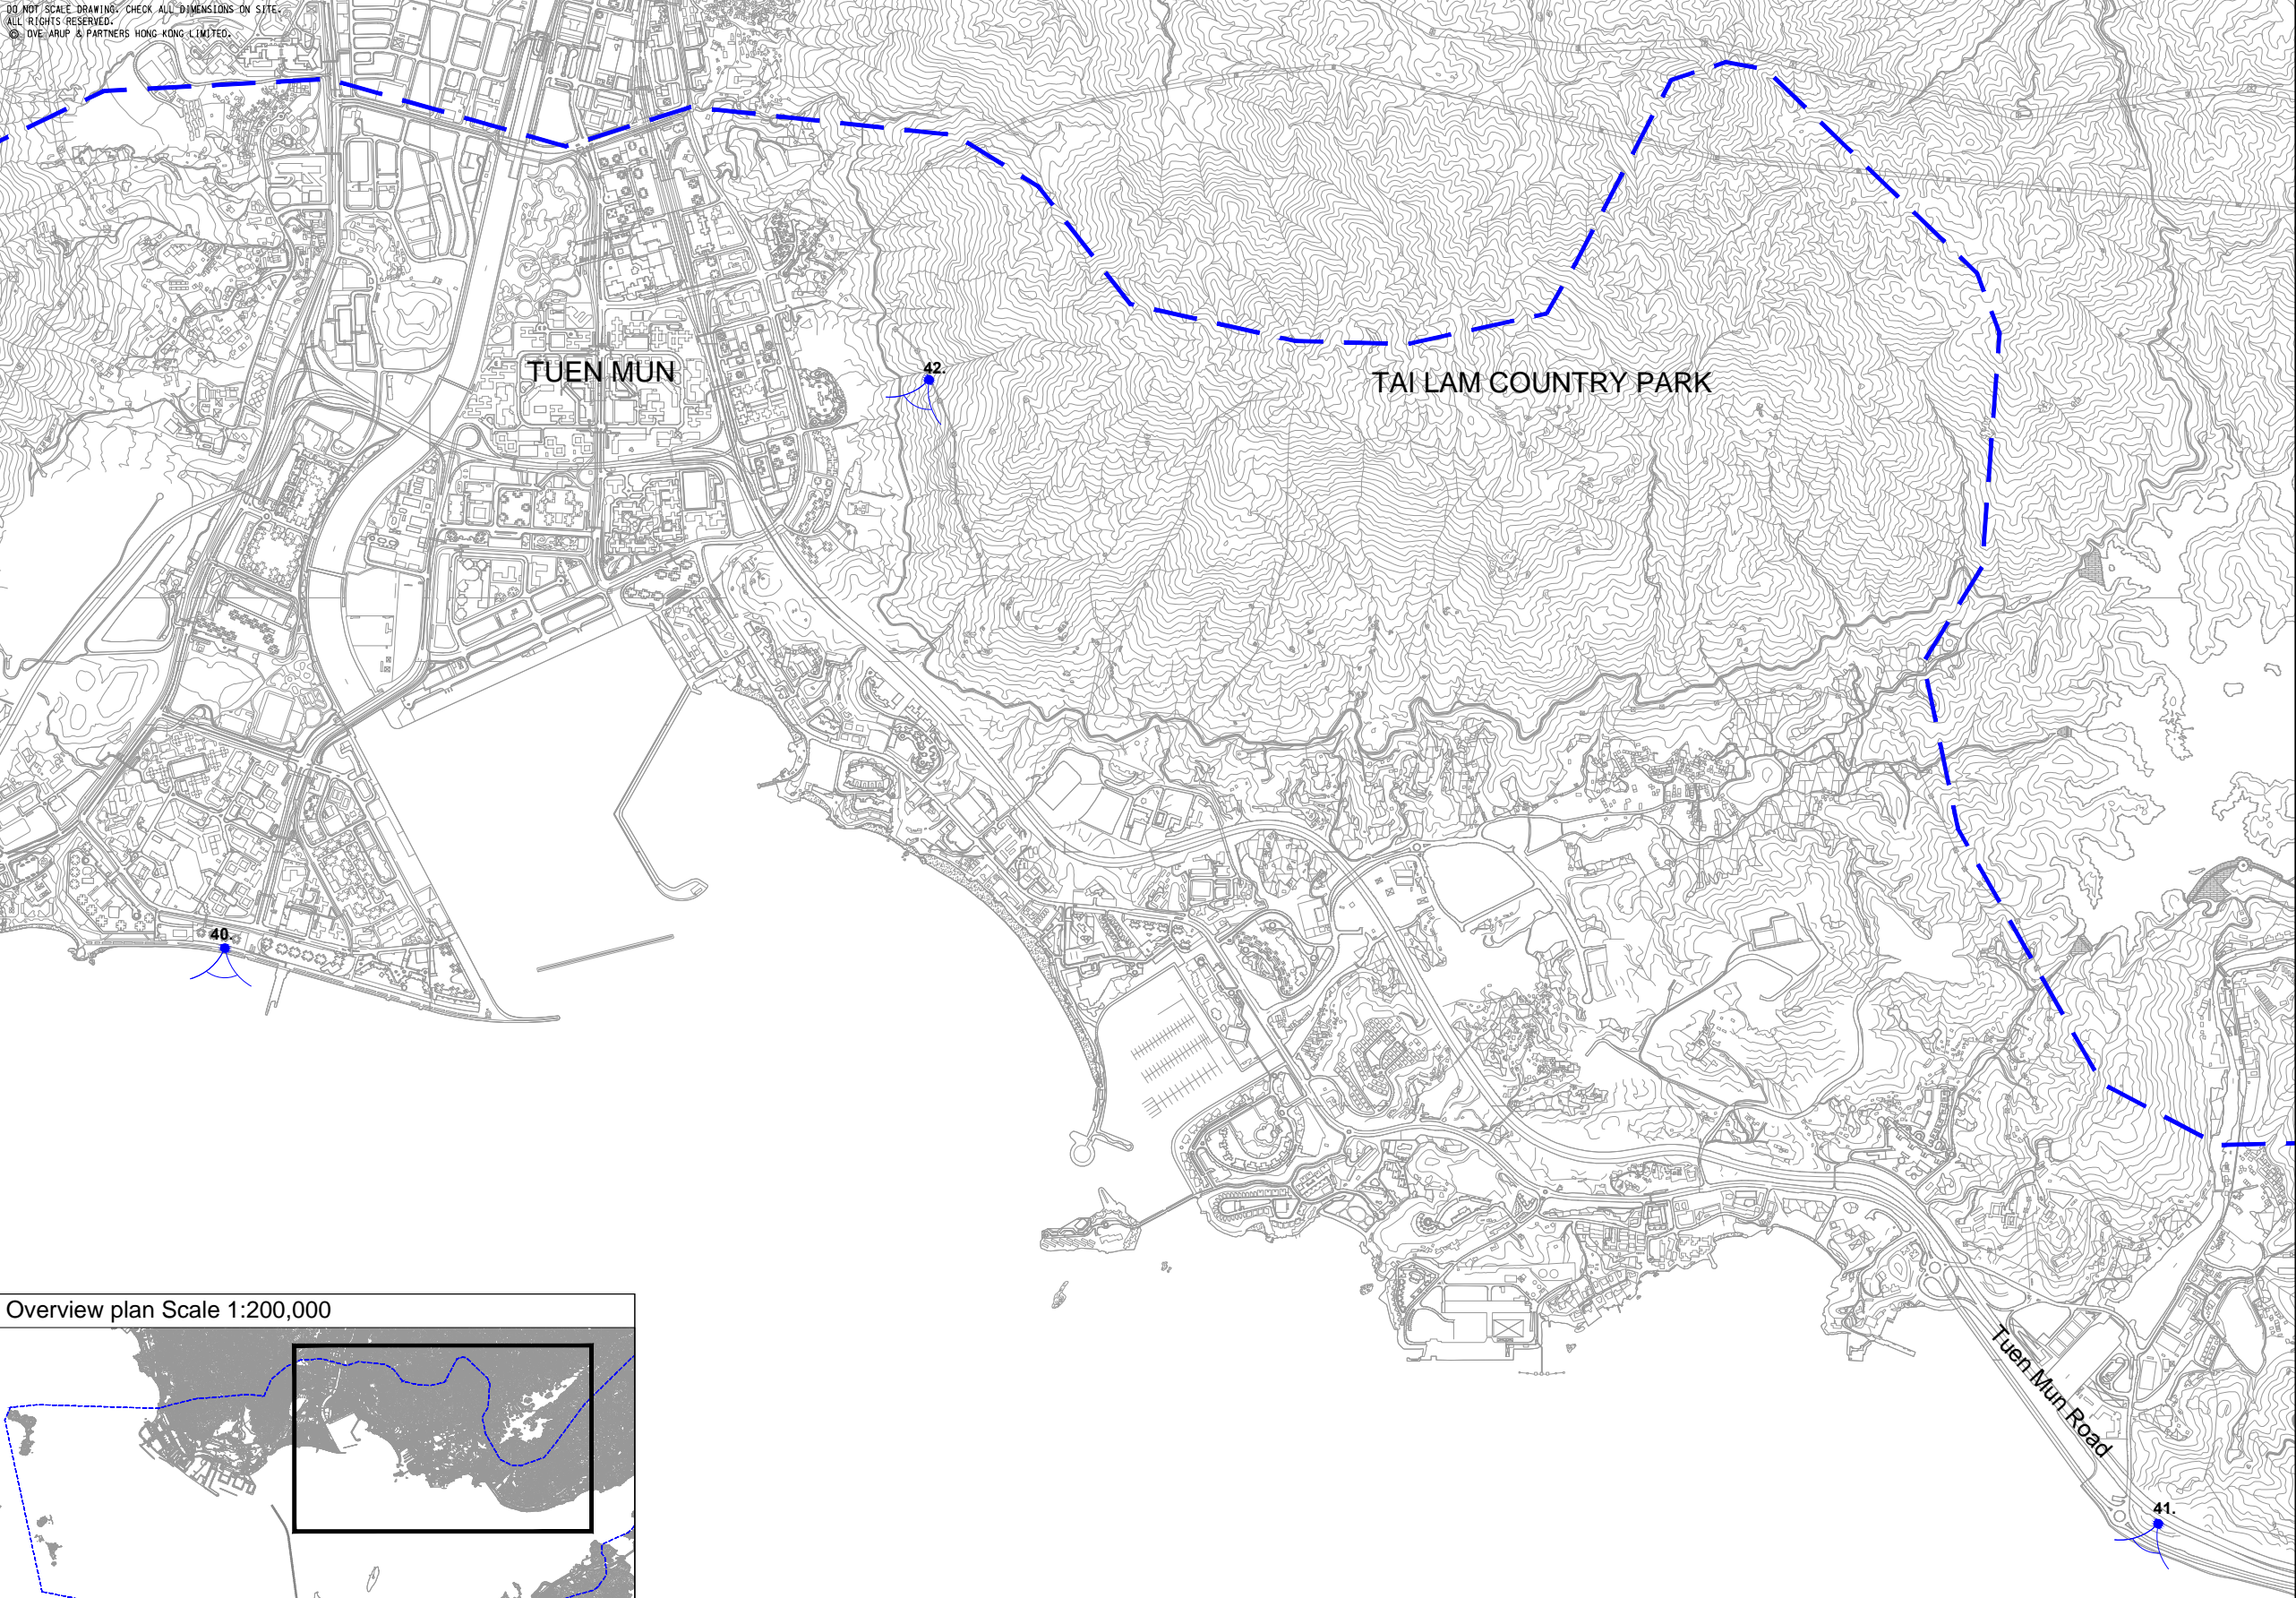 DO NOT SCALE DRAWING. CHECK ALL DIMENSIONS ON SITE.
ALL RIGHTS RESERVED.
© OVE ARUP & PARTNERS HONG KONG LIMITED.
TUEN MUN
42.
TAI LAM COUNTRY PARK
40.
Overview plan Scale 1:200,000
Tuen Mun Road
41.